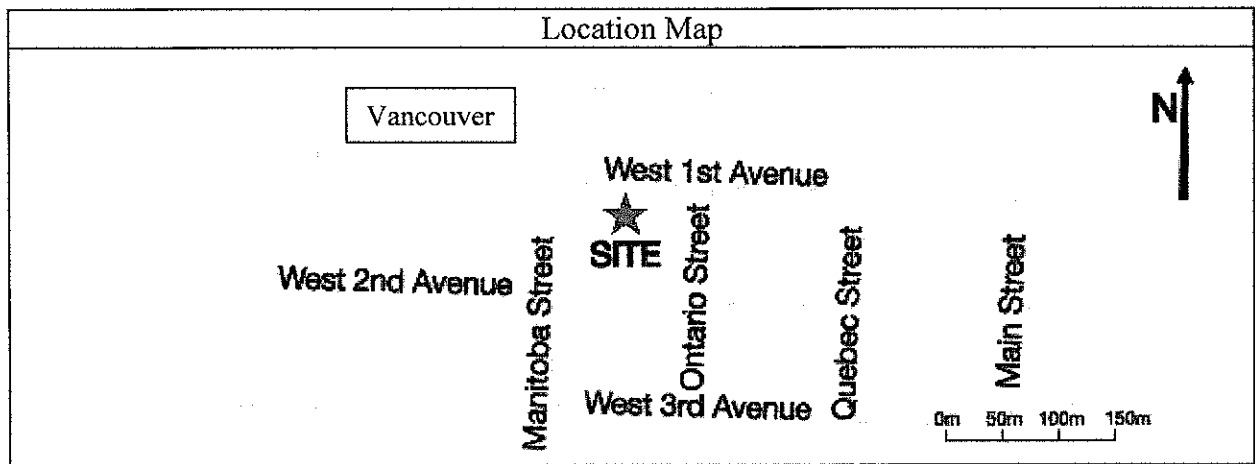 Location Map
Vancouver
N
West 1st Avenue
SITE
West 2nd Avenue
Manitoba Street
Ontario Street
Quebec Street
Main Street
West 3rd Avenue
0m 50m 100m 150m